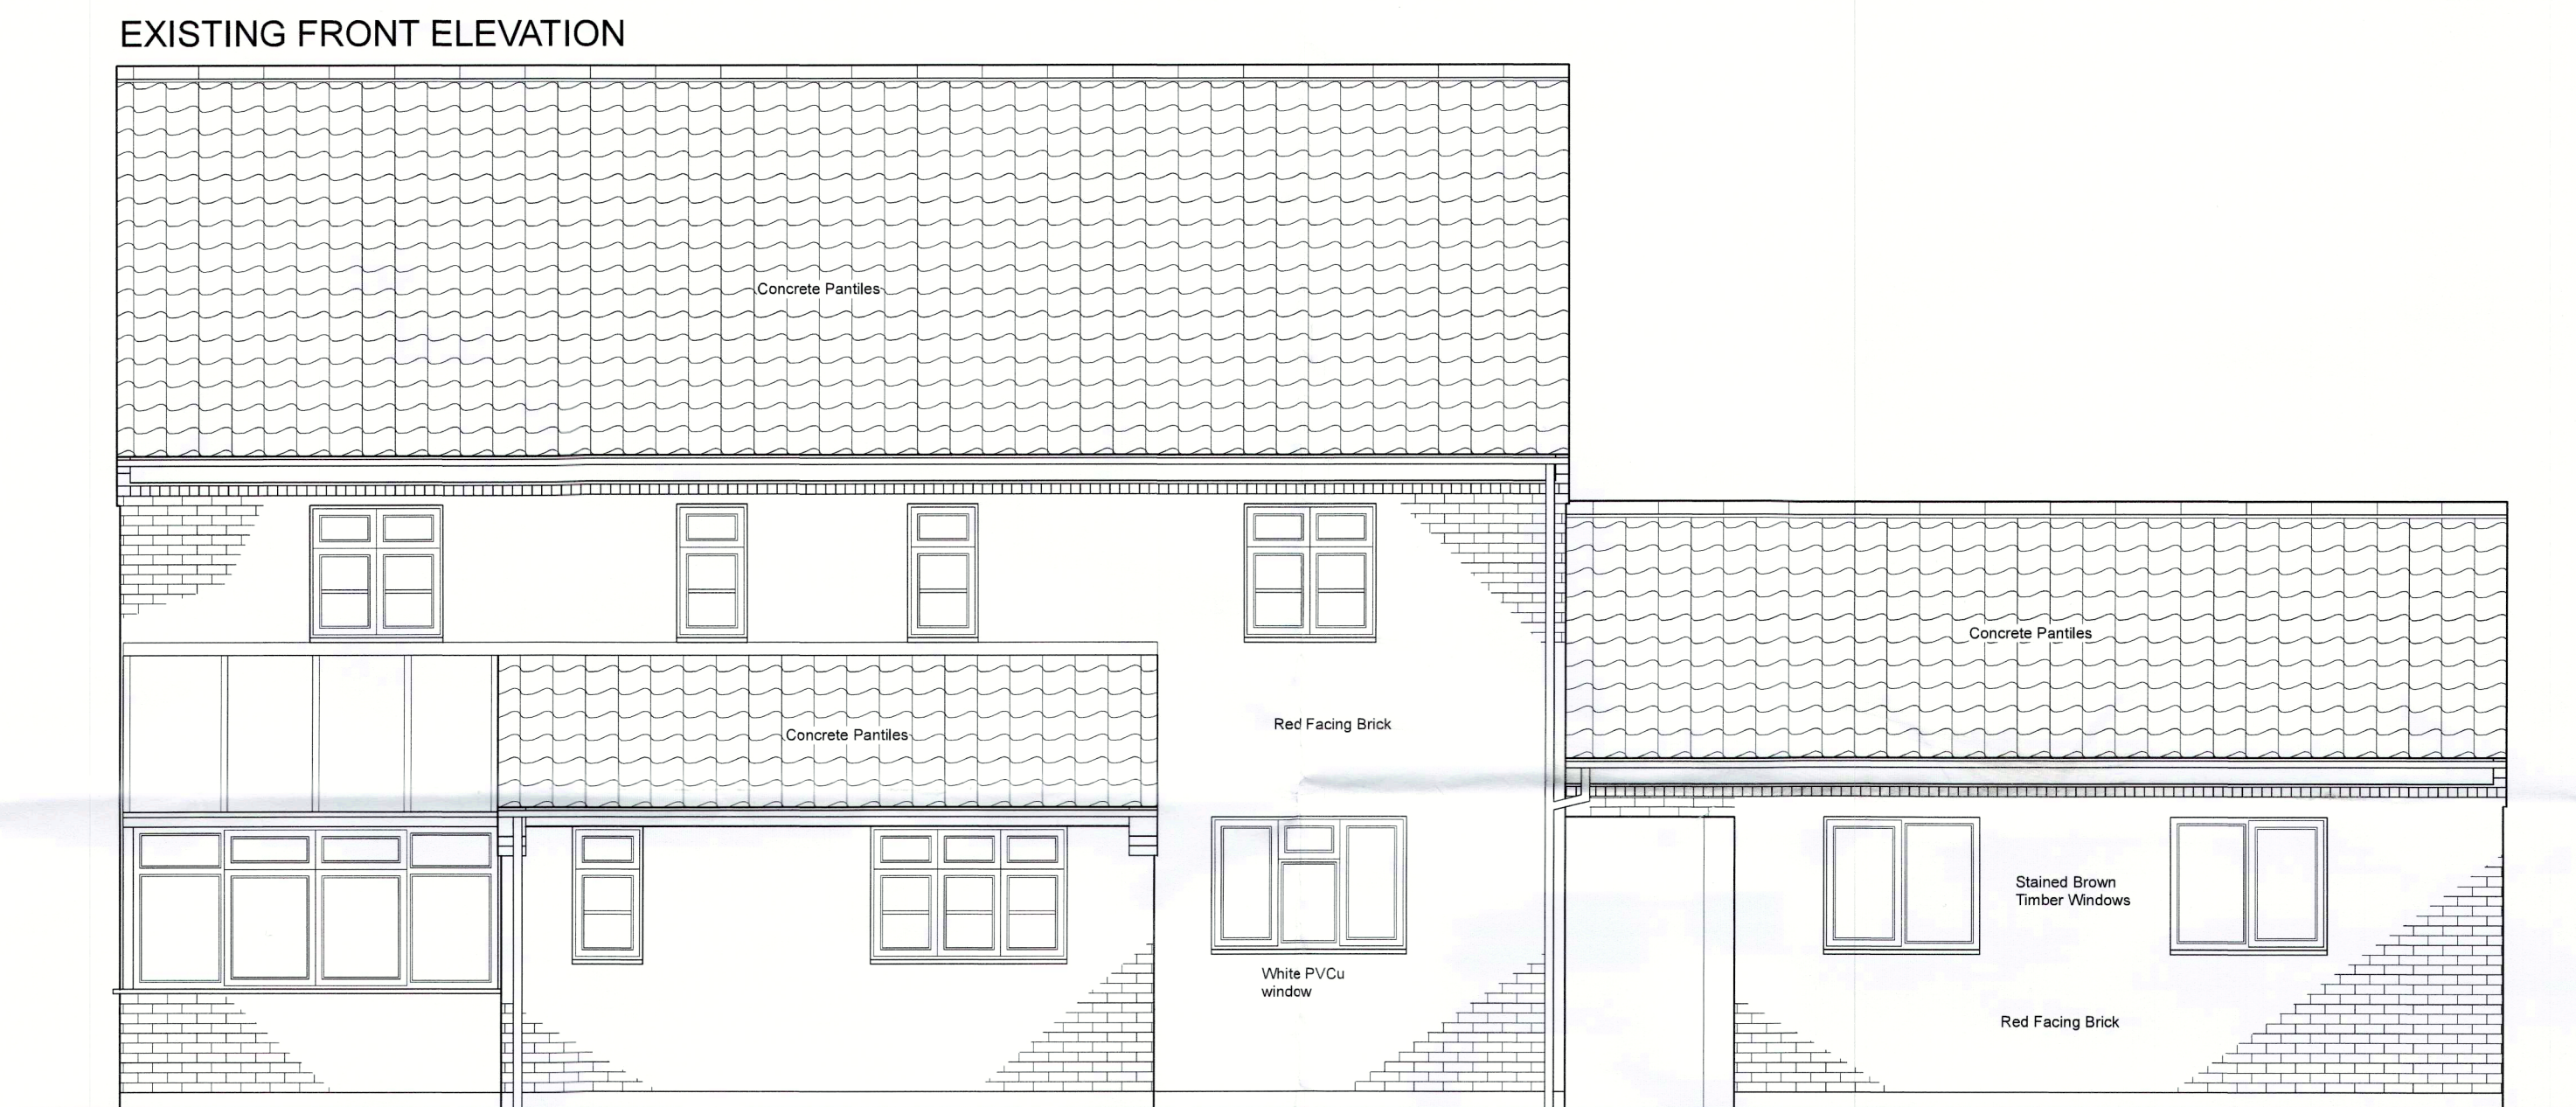 EXISTING FRONT ELEVATION
Concrete Pantiles
Concrete Pantiles
Concrete Pantiles
Red Facing Brick
Stained Brown
Timber Windows
White PVCu
window
Red Facing Brick